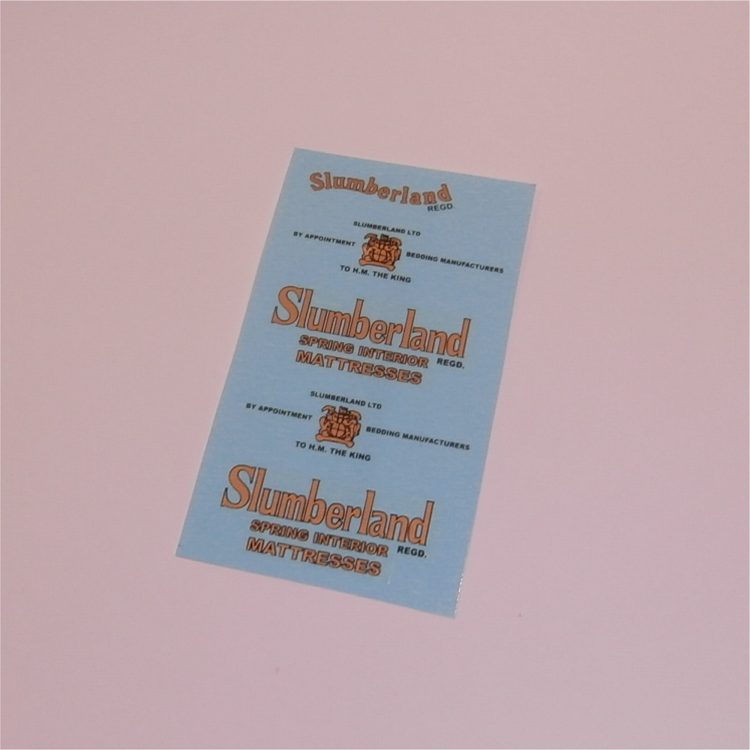 Slumberland
REGD.
SLUMBERLAND LTD
BY APPOINTMENT BEDDING MANUFACTURERS
TO H.M. THE KING
Slumberland
SPRING INTERIOR REGD.
MATTRESSES
SLUMBERLAND LTD
BY APPOINTMENT BEDDING MANUFACTURERS
TO H.M. THE KING
Slumberland
SPRING INTERIOR REGD.
MATTRESSES